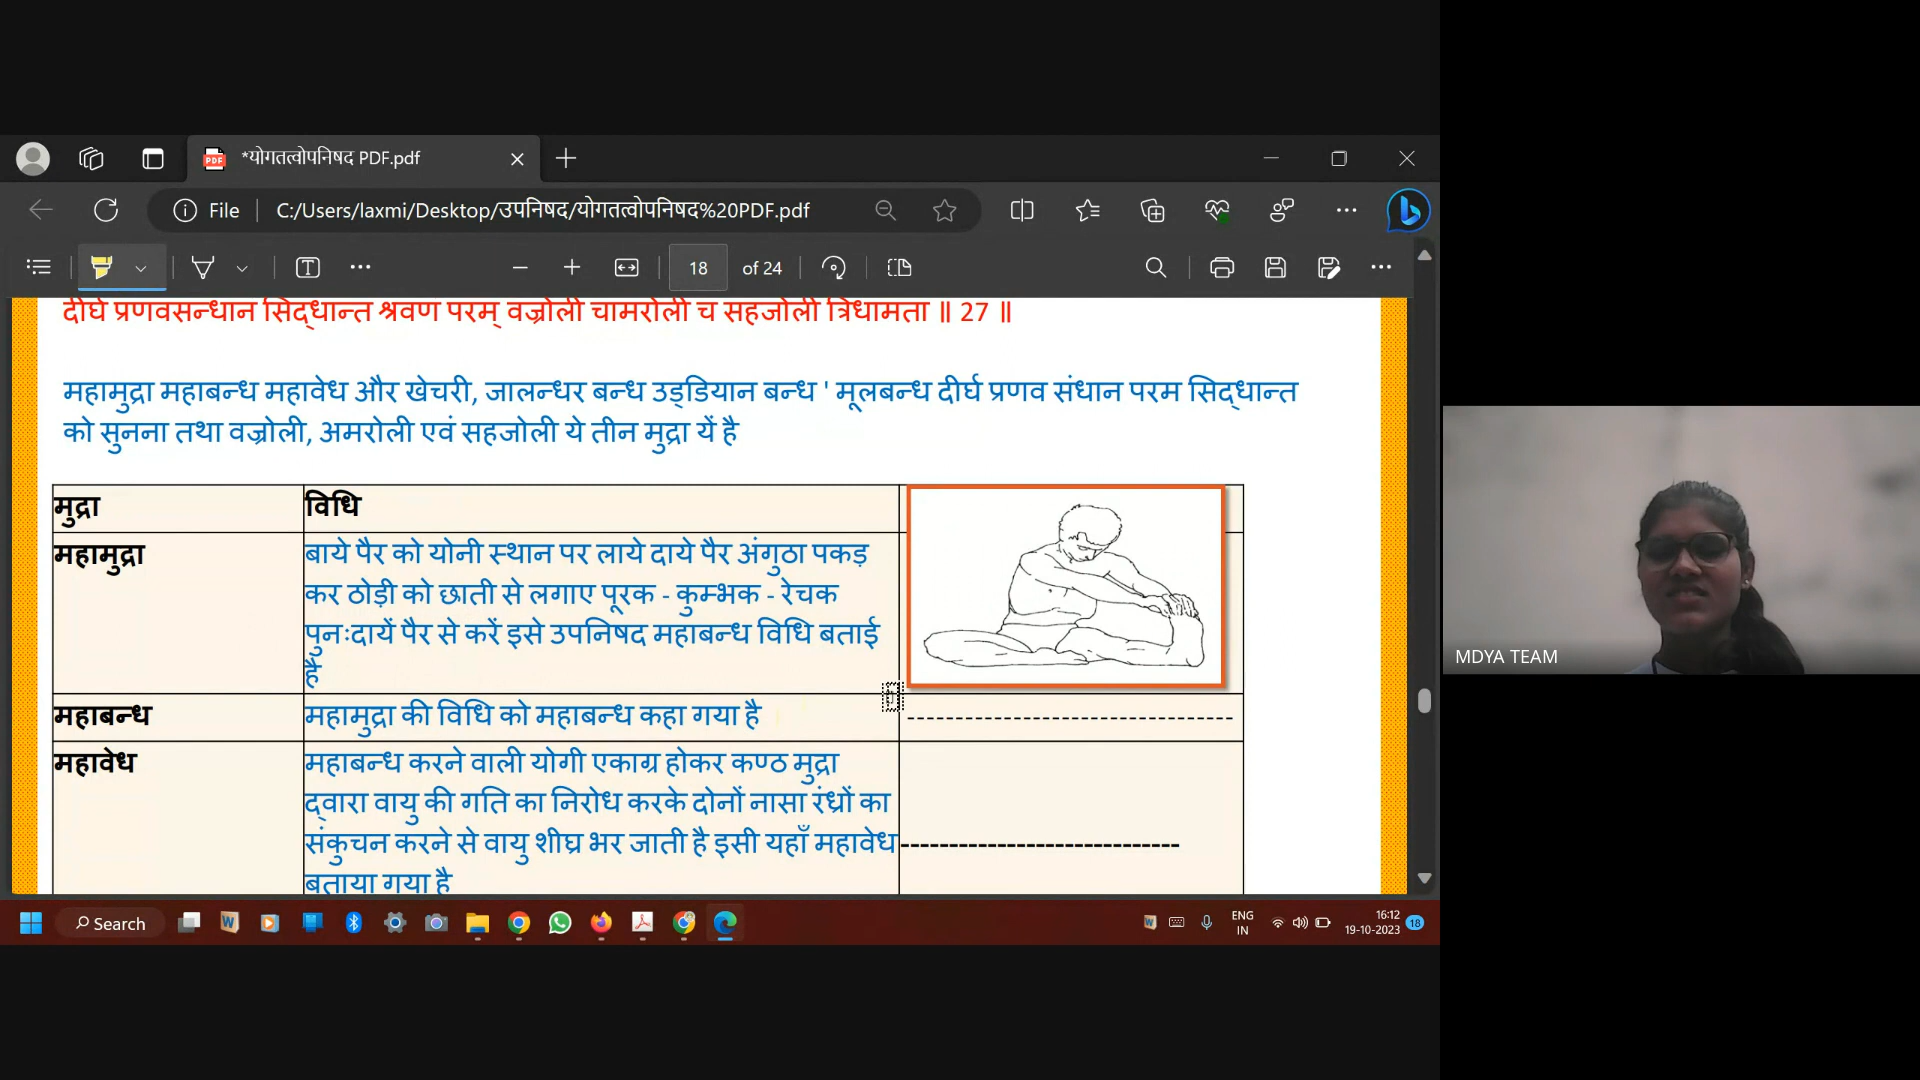 *योगतत्वोपनिषद PDF.pdf
File
C:/Users/laxmi/Desktop/उपनिषद/योगतत्वोपनिषद%20PDF.pdf
18 of 24
दीर्घ प्रणवसन्धान सिद्धान्त श्रवण परम् वज्रोली चामरोली च सहजोली त्रिधामता ॥ 27 ॥
महामुद्रा महाबन्ध महावेध और खेचरी, जालन्धर बन्ध उड्डियान बन्ध ' मूलबन्ध दीर्घ प्रणव संधान परम सिद्धान्त
को सुनना तथा वज्रोली, अमरोली एवं सहजोली ये तीन मुद्रा यें है
मुद्रा विधि
महामुद्रा बाये पैर को योनी स्थान पर लाये दाये पैर अंगुठा पकड़
कर ठोड़ी को छाती से लगाए पूरक - कुम्भक - रेचक
पुनःदायें पैर से करें इसे उपनिषद महाबन्ध विधि बताई
है
महाबन्ध महामुद्रा की विधि को महाबन्ध कहा गया है -----------------------------
महावेध महाबन्ध करने वाली योगी एकाग्र होकर कण्ठ मुद्रा
द्वारा वायु की गति का निरोध करके दोनों नासा रंध्रों का
संकुचन करने से वायु शीघ्र भर जाती है इसी यहाँ महावेध ----------------------------
बताया गया है
MDYA TEAM
Search
ENG
IN
16:12
19-10-2023
18